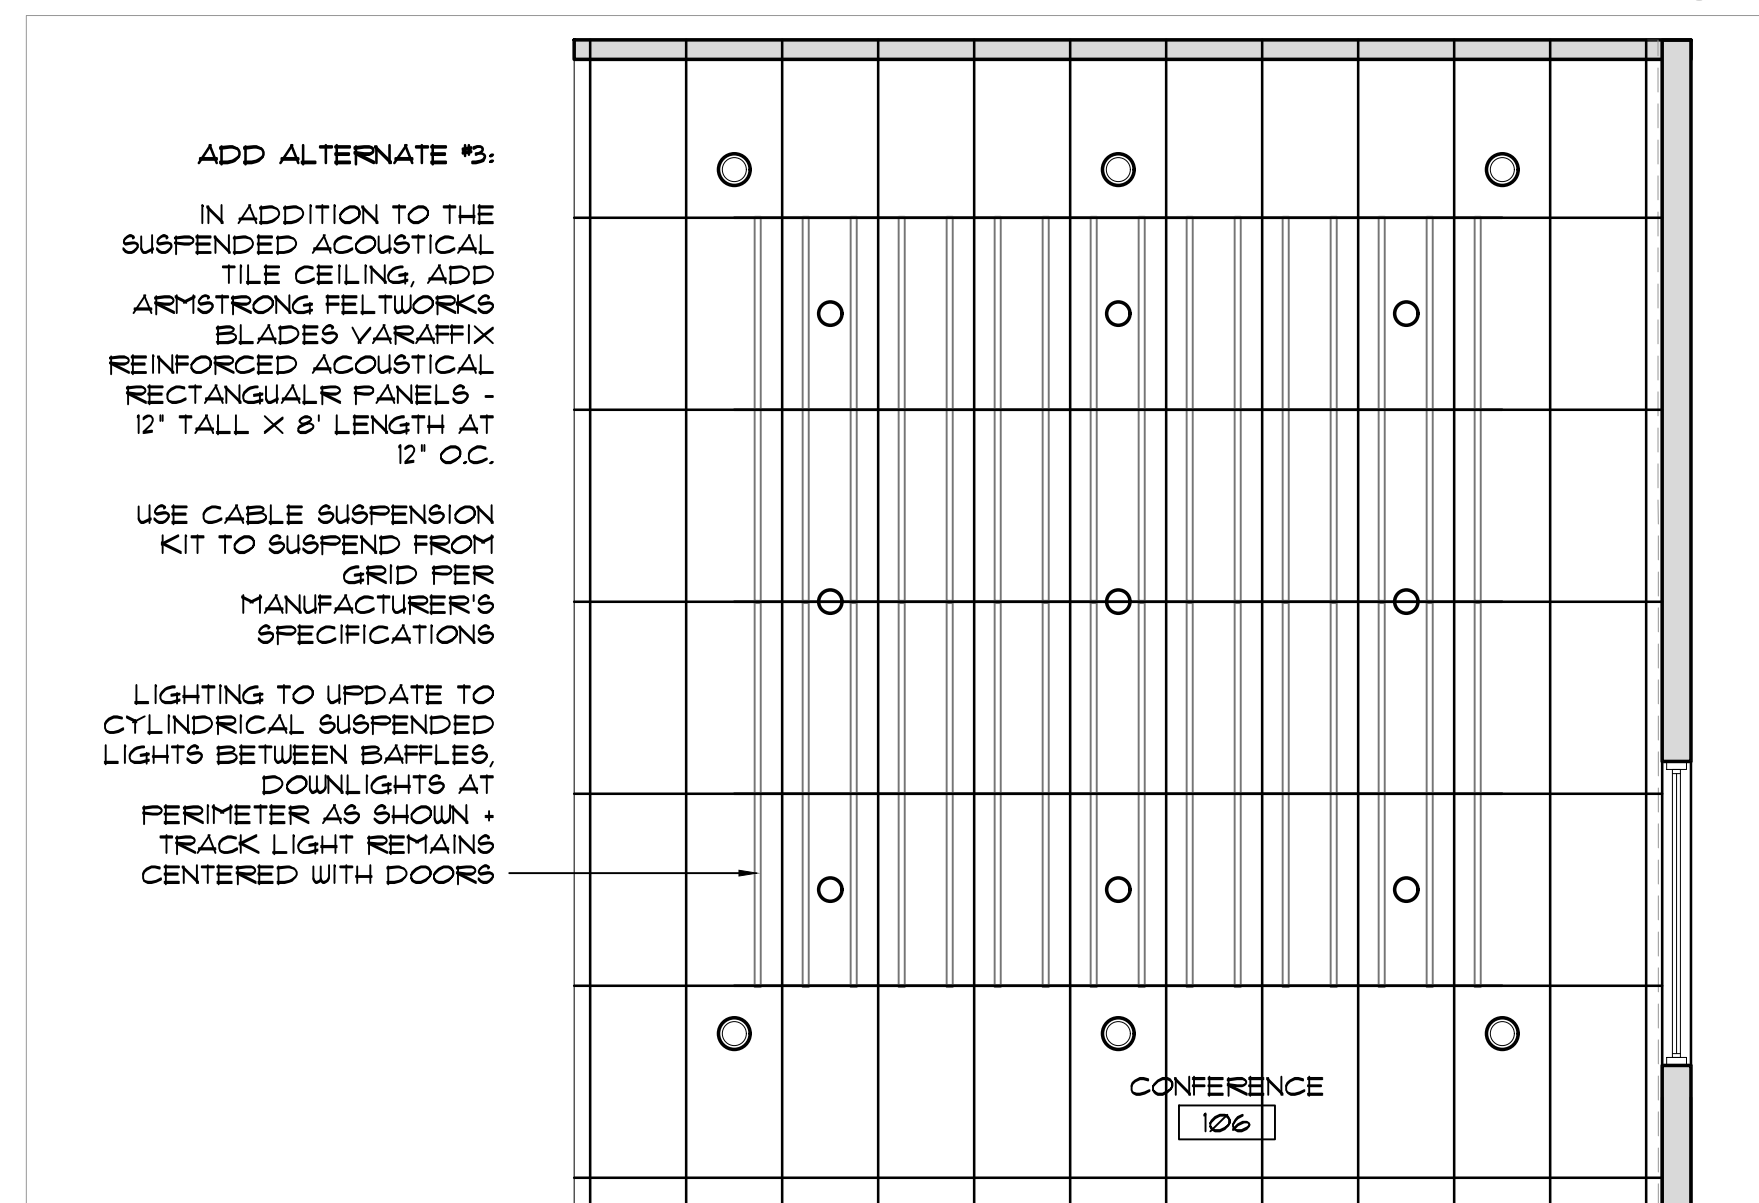 ADD ALTERNATE #3:
IN ADDITION TO THE
SUSPENDED ACOUSTICAL
TILE CEILING, ADD
ARMSTRONG FELTWORKS
BLADES VARAFFIX
REINFORCED ACOUSTICAL
RECTANGUALR PANELS -
12" TALL X 8' LENGTH AT
12" O.C.
USE CABLE SUSPENSION
KIT TO SUSPEND FROM
GRID PER
MANUFACTURER'S
SPECIFICATIONS
LIGHTING TO UPDATE TO
CYLINDRICAL SUSPENDED
LIGHTS BETWEEN BAFFLES,
DOWNLIGHTS AT
PERIMETER AS SHOWN +
TRACK LIGHT REMAINS
CENTERED WITH DOORS
CONFERENCE
106